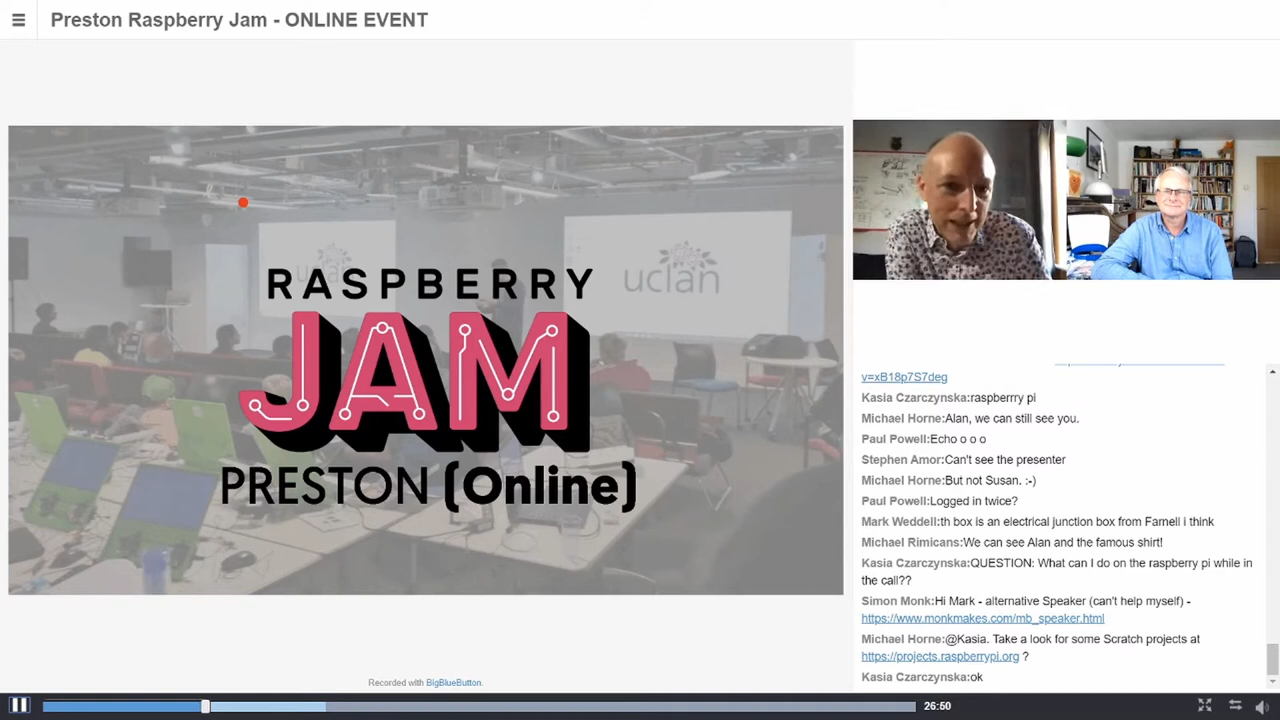 Preston Raspberry Jam - ONLINE EVENT
uclan
RASPBERRY
JAM
PRESTON (Online)
v=xB18p7S7deg
Kasia Czarczynska:raspberrry pi
Michael Horne:Alan, we can still see you.
Paul Powell:Echo o o o
Stephen Amor:Can't see the presenter
Michael Horne:But not Susan. :-)
Paul Powell:Logged in twice?
Mark Weddell:th box is an electrical junction box from Farnell i think
Michael Rimicans:We can see Alan and the famous shirt!
Kasia Czarczynska:QUESTION: What can I do on the raspberry pi while in
the call??
Simon Monk:Hi Mark - alternative Speaker (can't help myself) -
https://www.monkmakes.com/mb_speaker.html
Michael Horne:@Kasia. Take a look for some Scratch projects at
https://projects.raspberrypi.org ?
Kasia Czarczynska:ok
Recorded with BigBlueButton.
26:50